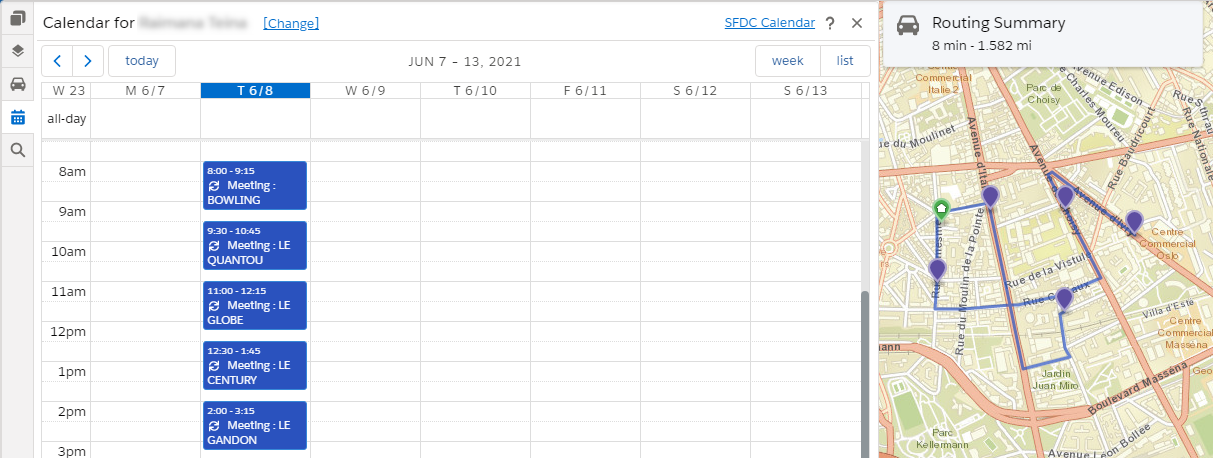 Calendar for
[Change]
SFDC Calendar ?
today
JUN 7 – 13, 2021
week
list
W 23
M 6/7
T 6/8
W 6/9
T 6/10
F 6/11
S 6/12
S 6/13
all-day
8am
9am
10am
11am
12pm
1pm
2pm
3pm
8:00 - 9:15
Meeting :
BOWLING
9:30 - 10:45
Meeting : LE
QUANTOU
11:00 - 12:15
Meeting : LE
GLOBE
12:30 - 1:45
Meeting : LE
CENTURY
2:00 - 3:15
Meeting : LE
GANDON
Routing Summary
8 min - 1.582 mi
Commercial
Italie 2
Parc de
Choisy
Avenue Edison
Rue Charles Moureu
Rue Baudricourt
Rue Nationale
Rue du Moulinet
Avenue d'Italie
Avenue de Choisy
Avenue d'Ivry
Centre
Commercial
Oslo
Rue du Moulin de la Pointe
Rue de la Vistule
Villa d'Esté
Centre
Commercial
Masséna
Jardin
Juan Miro
Boulevard Masséna
Parc
Kellermann
Avenue Léon Bollée